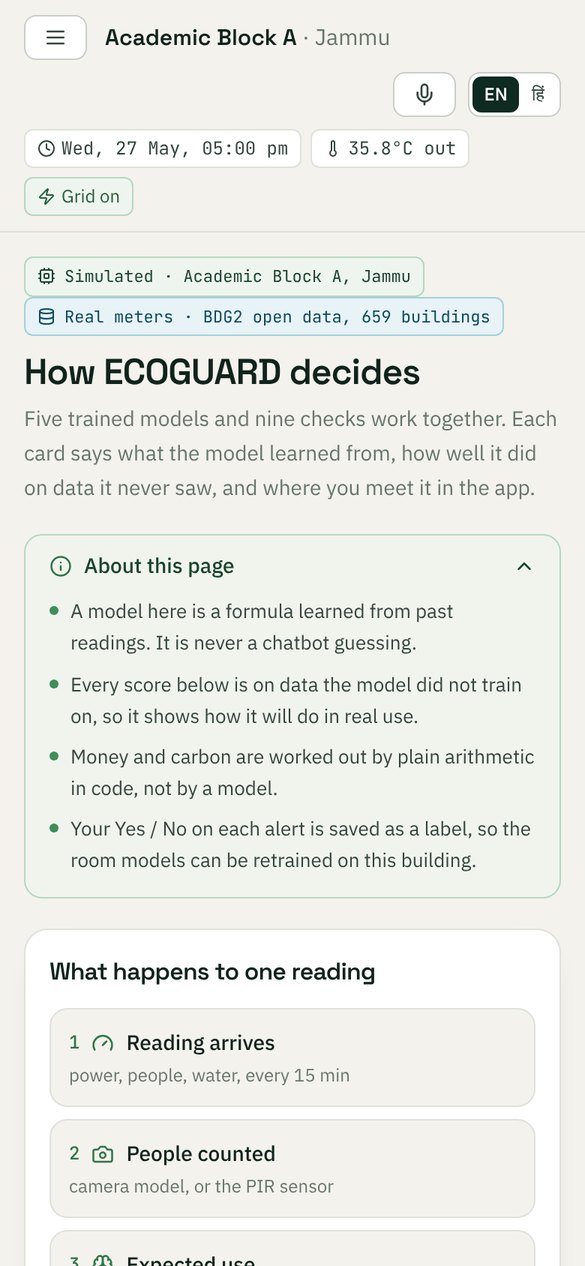 Academic Block A · Jammu
EN हिं
Wed, 27 May, 05:00 pm 35.8°C out
Grid on
Simulated · Academic Block A, Jammu
Real meters · BDG2 open data, 659 buildings
How ECOGUARD decides
Five trained models and nine checks work together. Each
card says what the model learned from, how well it did
on data it never saw, and where you meet it in the app.
About this page
A model here is a formula learned from past
readings. It is never a chatbot guessing.
Every score below is on data the model did not train
on, so it shows how it will do in real use.
Money and carbon are worked out by plain arithmetic
in code, not by a model.
Your Yes / No on each alert is saved as a label, so the
room models can be retrained on this building.
What happens to one reading
1 Reading arrives
power, people, water, every 15 min
2 People counted
camera model, or the PIR sensor
3 Expected use